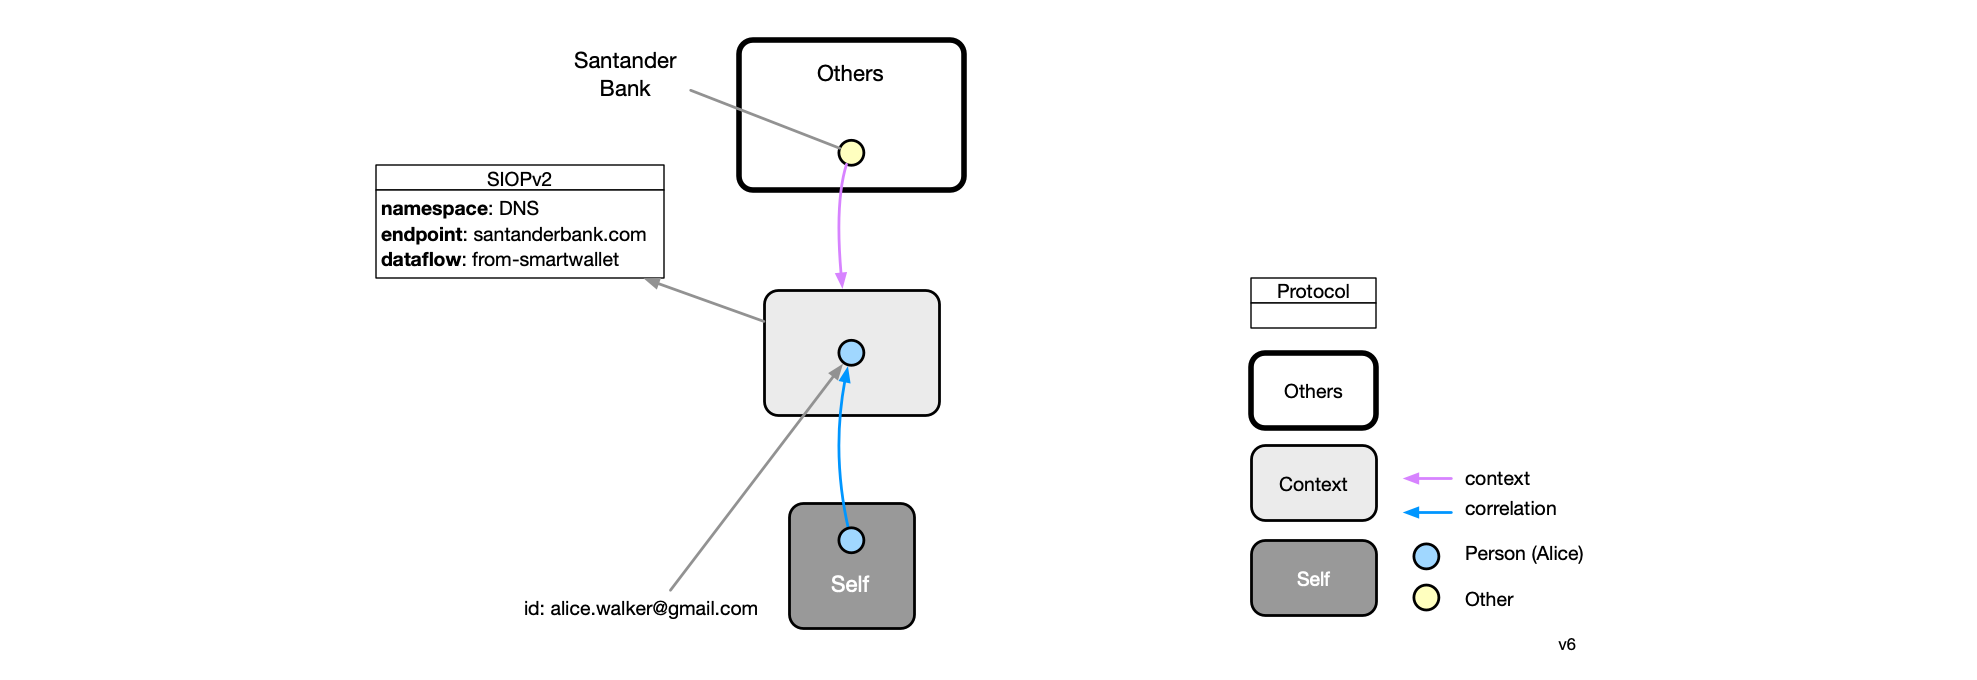 Santander
Bank
Others
SIOPv2
namespace: DNS
endpoint: santanderbank.com
dataflow: from-smartwallet
Self
id: alice.walker@gmail.com
Protocol
Others
Context
context
correlation
Self
Person (Alice)
Other
v6